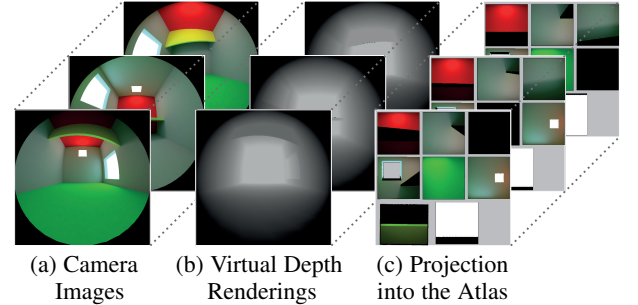 (a) Camera
Images
(b) Virtual Depth
Renderings
(c) Projection
into the Atlas